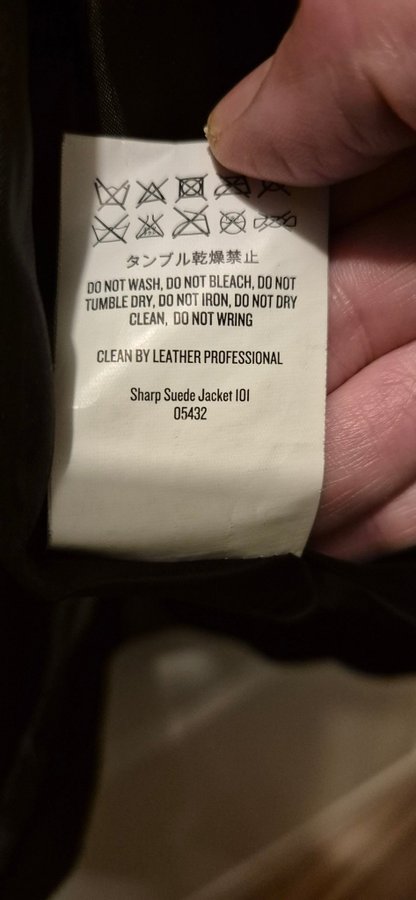 タンブル乾燥禁止
DO NOT WASH, DO NOT BLEACH, DO NOT
TUMBLE DRY, DO NOT IRON, DO NOT DRY
CLEAN, DO NOT WRING
CLEAN BY LEATHER PROFESSIONAL
Sharp Suede Jacket 101
05432